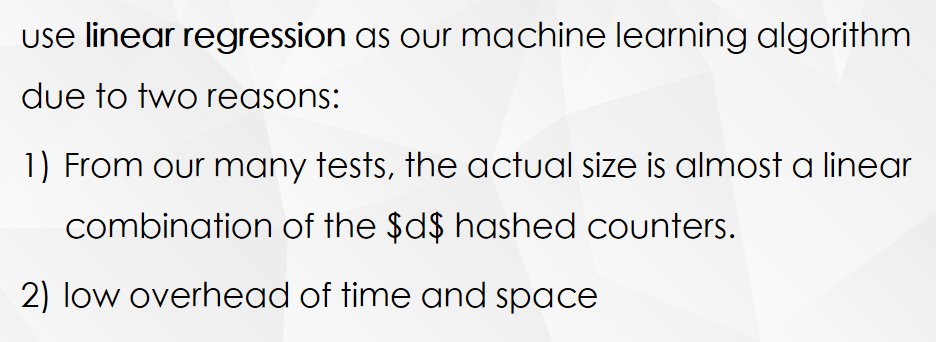 use linear regression as our machine learning algorithm
due to two reasons:
1) From our many tests, the actual size is almost a linear
combination of the $d$ hashed counters.
2) low overhead of time and space